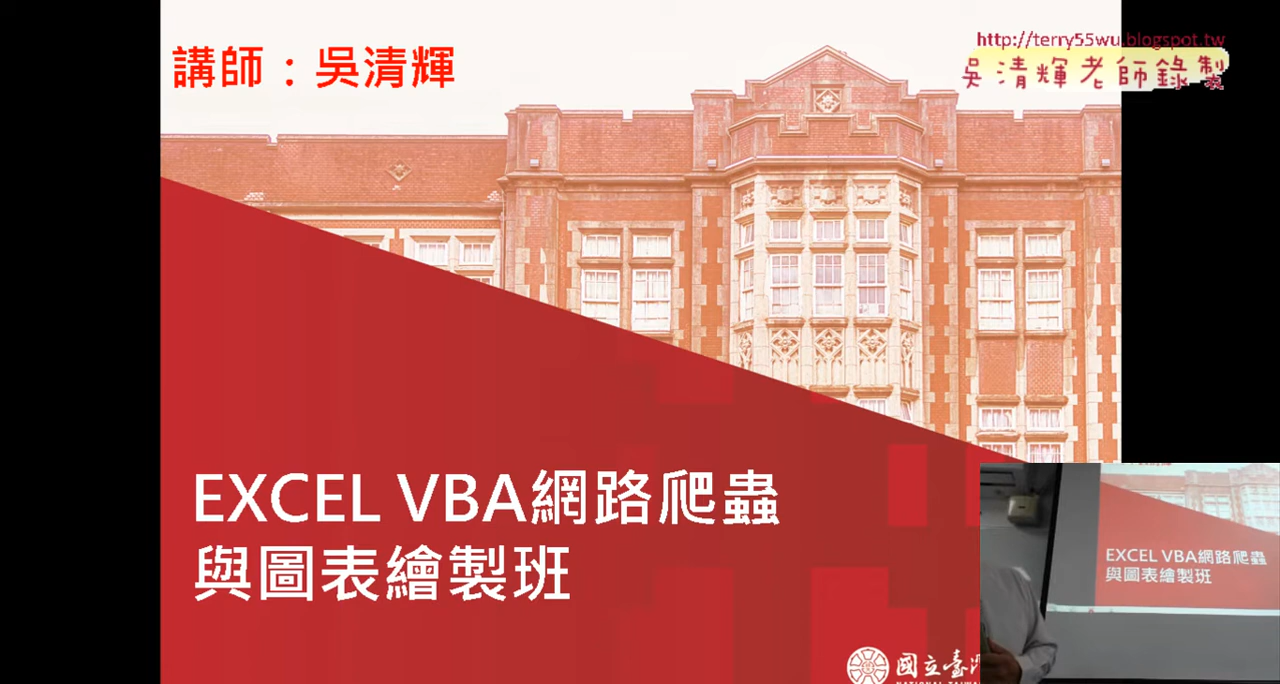 講師：吳清輝
http://terry55wu.blogspot.tw
吳清輝老師錄製
EXCEL VBA網路爬蟲
與圖表繪製班
國立臺
EXCEL VBA網路爬蟲
與圖表繪製班